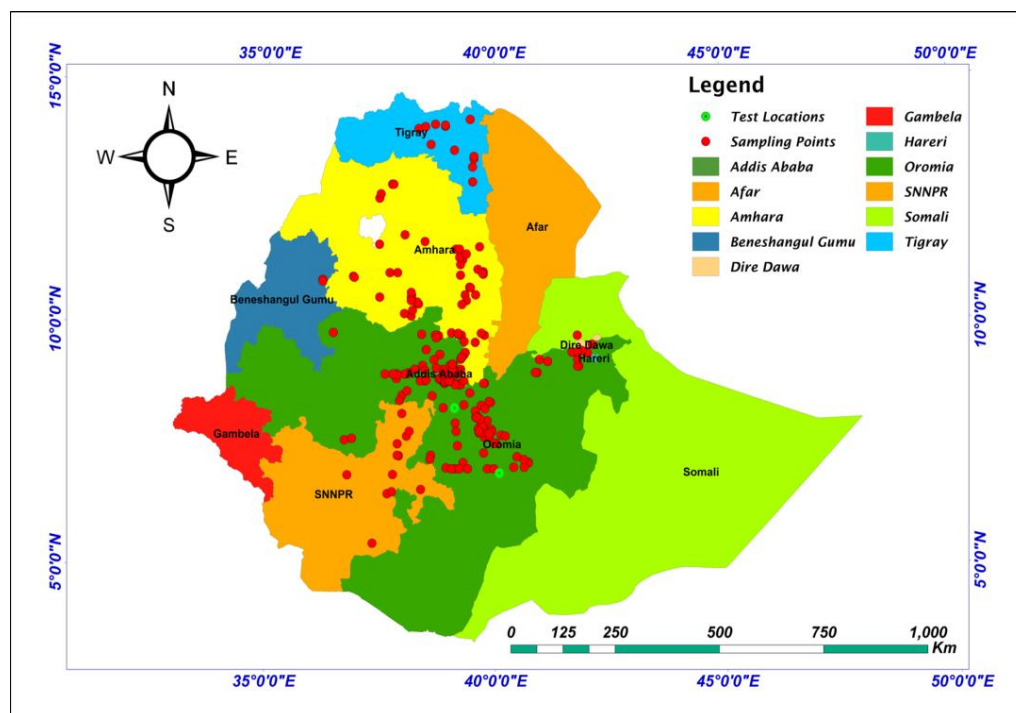 35°0'0"E 40°0'0"E 45°0'0"E 50°0'0"E
15°0'0"N
15°0'0"N
N
W E
S
Legend
Test Locations
Sampling Points
Addis Ababa
Afar
Amhara
Beneshangul Gumu
Dire Dawa
Gambela
Hareri
Oromia
SNNPR
Somali
Tigray
Tigray
Afar
Amhara
Beneshangul Gumu
10°0'0"N
10°0'0"N
Dire Dawa
Hareri
Addis Ababa
Gambela
Oromia
Somali
SNNPR
5°0'0"N
5°0'0"N
0 125 250 500 750 1,000
Km
35°0'0"E 40°0'0"E 45°0'0"E 50°0'0"E